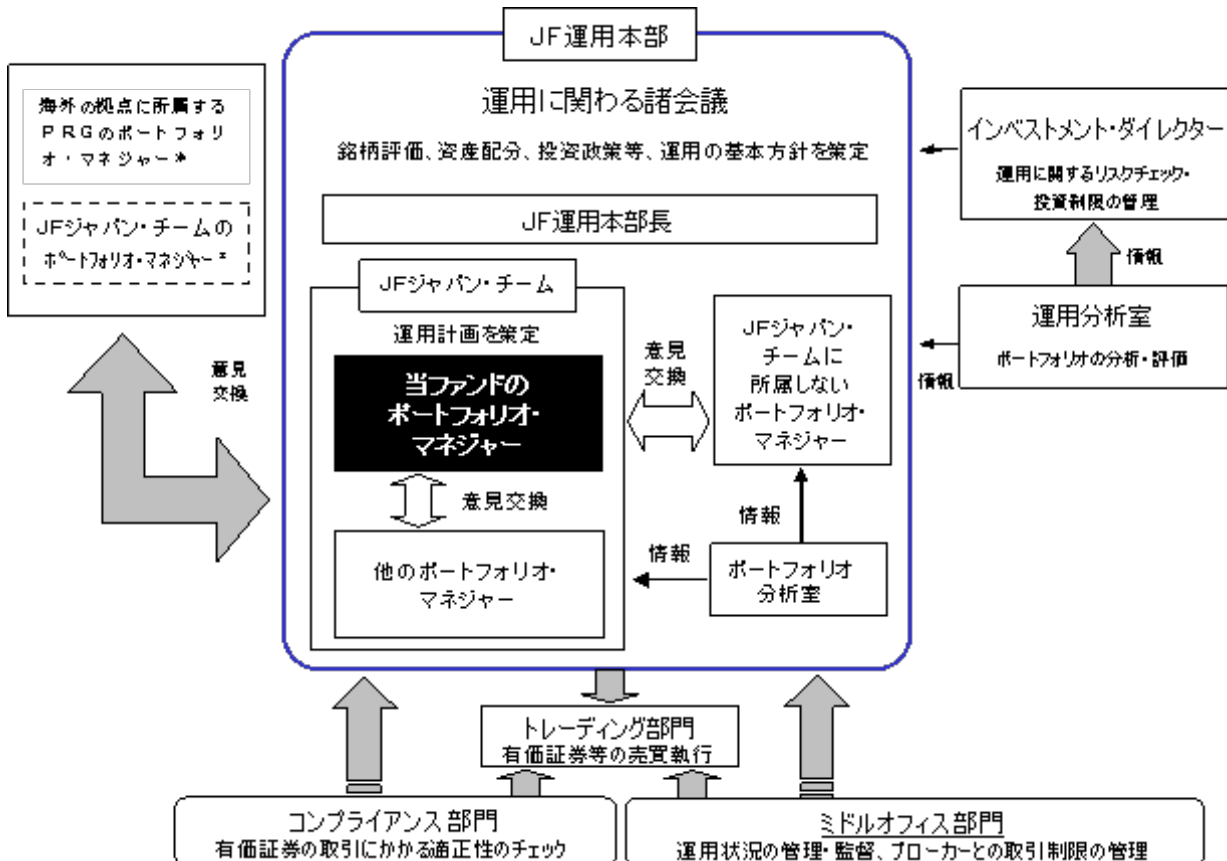 JF運用本部
運用に関わる諸会議
銘柄評価、資産配分、投資政策等、運用の基本方針を策定
JF運用本部長
海外の拠点に所属する
PRGのポートフォリ
オ・マネジャー*
JFジャパン・チームの
ポートフォリオ・マネジャー*
意見
交換
JFジャパン・チーム
運用計画を策定
当ファンドの
ポートフォリオ・
マネジャー
意見交換
他のポートフォリオ・
マネジャー
意見
交換
JFジャパン・
チームに
所属しない
ポートフォリオ・
マネジャー
情報
情報
ポートフォリオ
分析室
インベストメント・ダイレクター
運用に関するリスクチェック・
投資制限の管理
情報
運用分析室
ポートフォリオの分析・評価
情報
トレーディング部門
有価証券等の売買執行
コンプライアンス部門
有価証券の取引にかかる適正性のチェック
ミドルオフィス部門
運用状況の管理・監督、ブローカーとの取引制限の管理